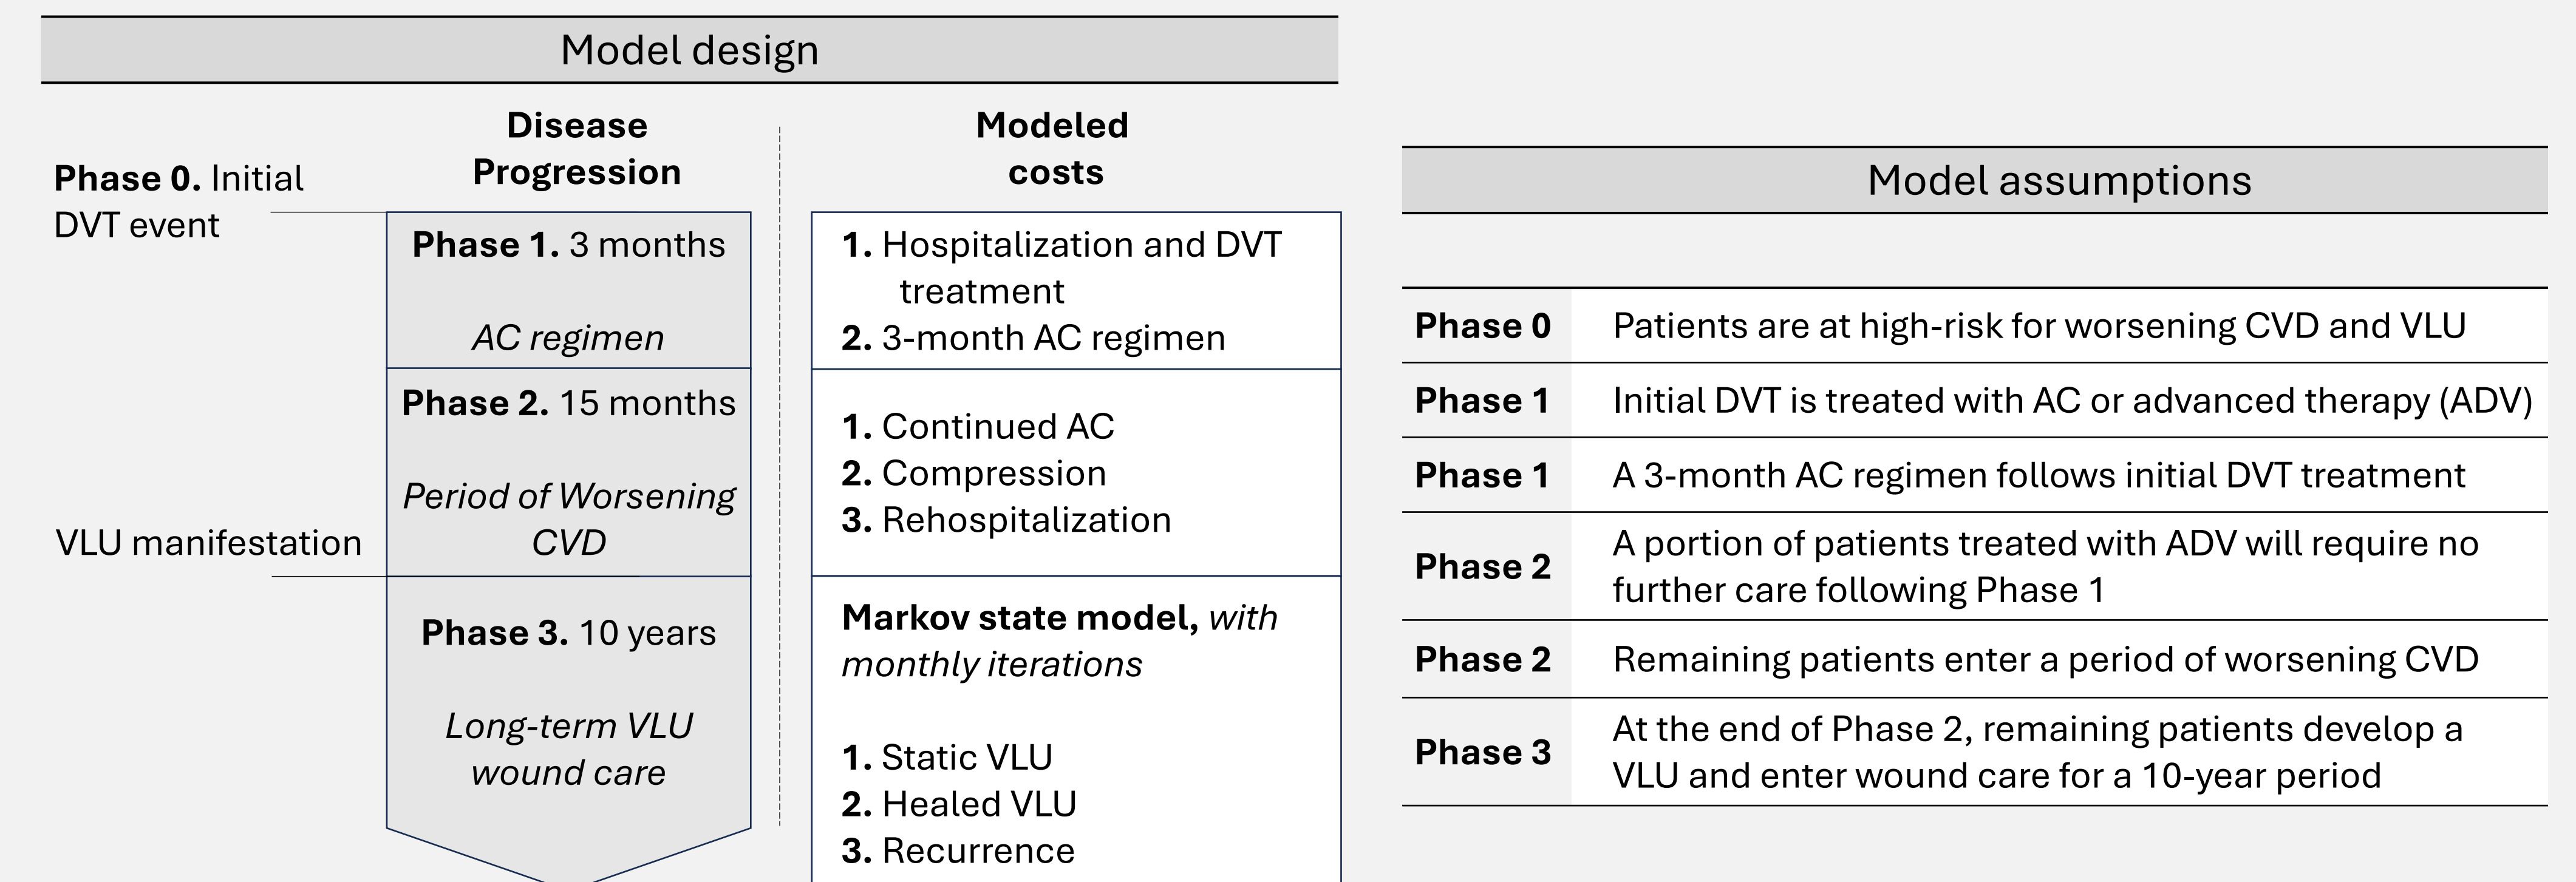 Model design
Disease
Progression
Modeled
costs
Phase 0. Initial
DVT event
Phase 1. 3 months
AC regimen
1. Hospitalization and DVT
treatment
2. 3-month AC regimen
Phase 2. 15 months
Period of Worsening
CVD
1. Continued AC
2. Compression
3. Rehospitalization
VLU manifestation
Phase 3. 10 years
Long-term VLU
wound care
Markov state model, with
monthly iterations
1. Static VLU
2. Healed VLU
3. Recurrence
Model assumptions
Phase 0 Patients are at high-risk for worsening CVD and VLU
Phase 1 Initial DVT is treated with AC or advanced therapy (ADV)
Phase 1 A 3-month AC regimen follows initial DVT treatment
Phase 2 A portion of patients treated with ADV will require no
further care following Phase 1
Phase 2 Remaining patients enter a period of worsening CVD
Phase 3 At the end of Phase 2, remaining patients develop a
VLU and enter wound care for a 10-year period